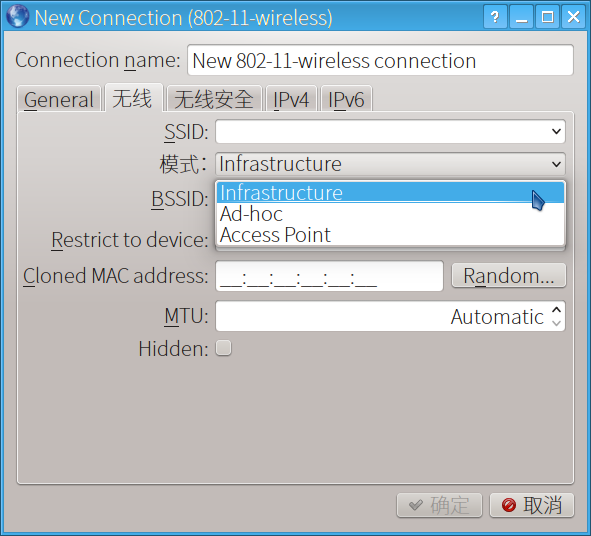 New Connection (802-11-wireless)
Connection name: New 802-11-wireless connection
General 无线 无线安全 IPv4 IPv6
SSID:
模式: Infrastructure
Infrastructure
BSSID:
Ad-hoc
Access Point
Restrict to device:
Cloned MAC address: __:__:__:__:__:__ Random...
MTU: Automatic
Hidden:
确定 取消